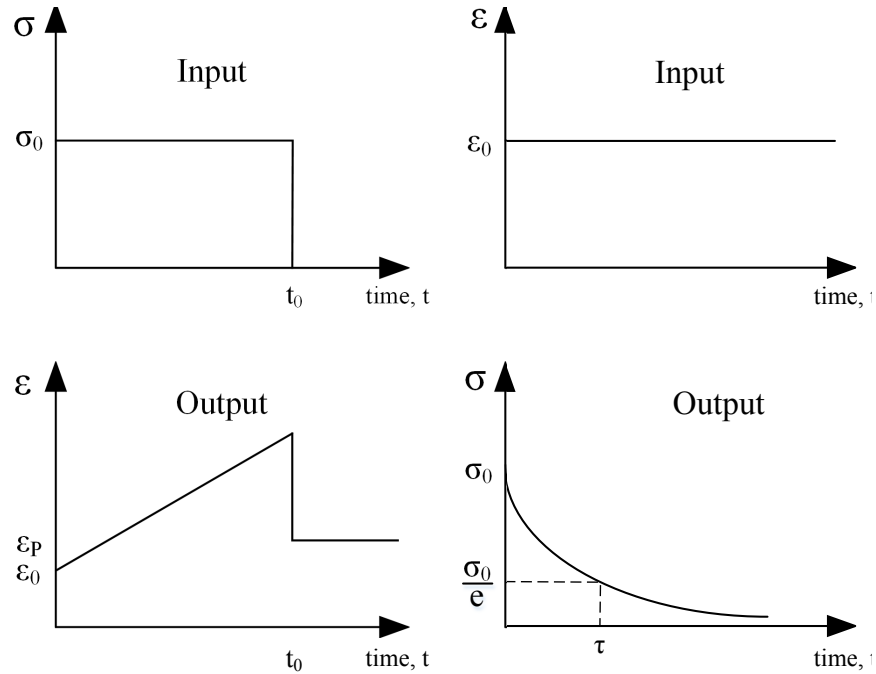 σ
Input
σ₀
t₀
time, t
ε
Input
ε₀
time, t
ε
Output
εP
ε₀
t₀
time, t
σ
Output
σ₀
σ₀
e
τ
time, t